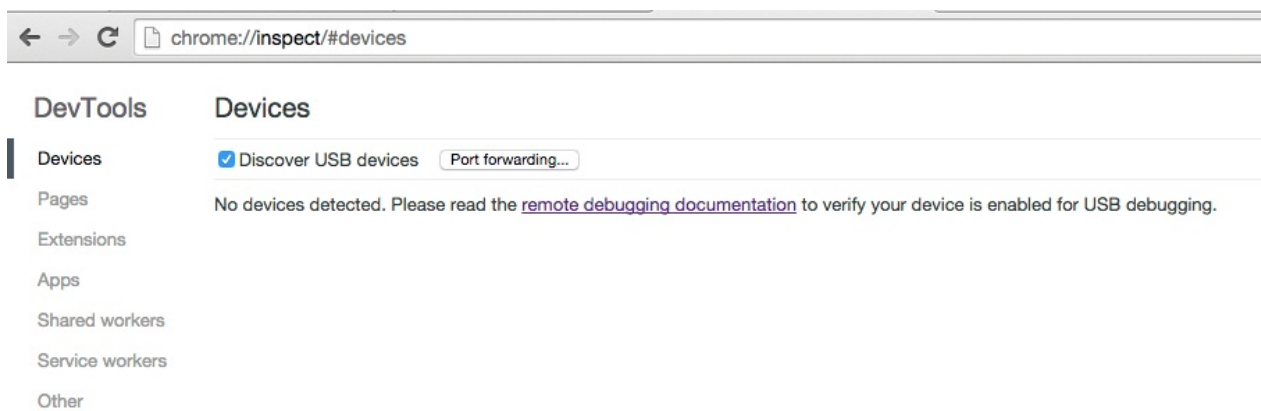 chrome://inspect/#devices
DevTools
Devices
Devices
Discover USB devices
Port forwarding...
Pages
No devices detected. Please read the remote debugging documentation to verify your device is enabled for USB debugging.
Extensions
Apps
Shared workers
Service workers
Other